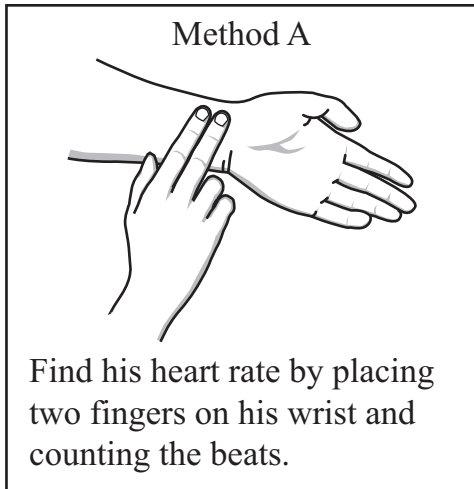 Method A
Find his heart rate by placing
two fingers on his wrist and
counting the beats.